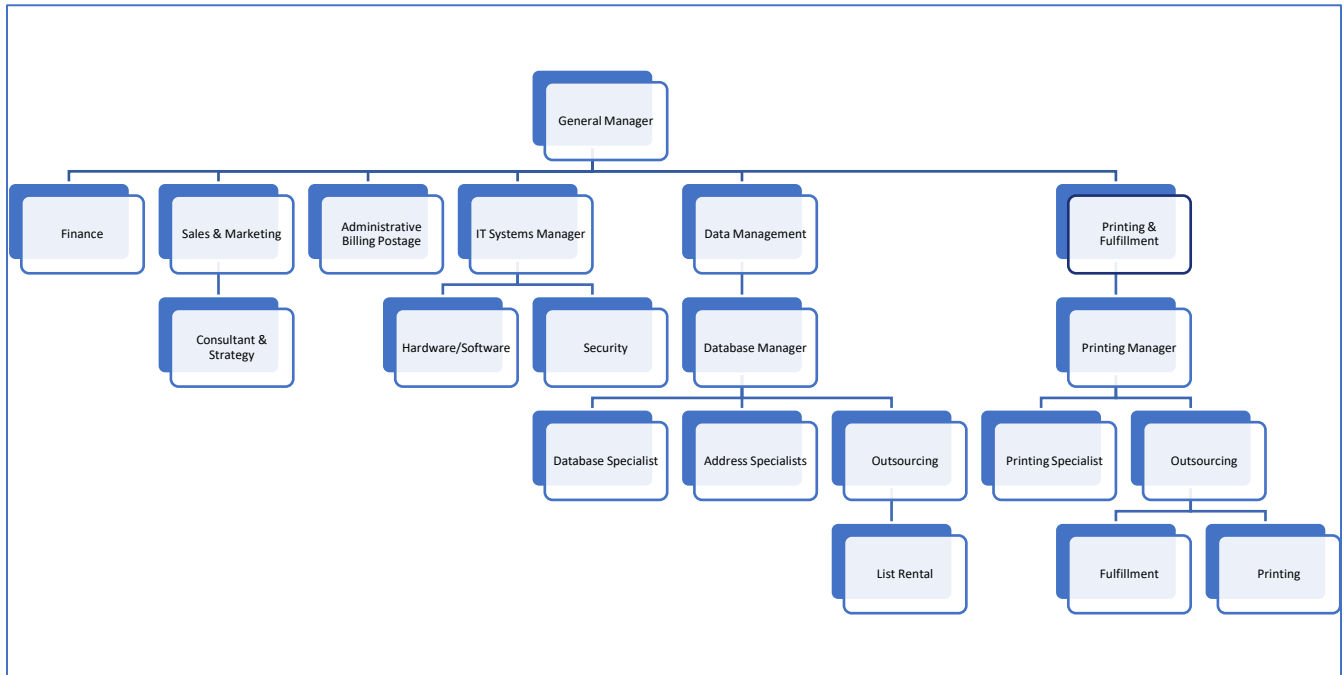 General Manager
Finance
Sales & Marketing
Administrative
Billing Postage
IT Systems Manager
Data Management
Printing &
Fulfillment
Consultant &
Strategy
Hardware/Software
Security
Database Manager
Printing Manager
Database Specialist
Address Specialists
Outsourcing
Printing Specialist
Outsourcing
List Rental
Fulfillment
Printing